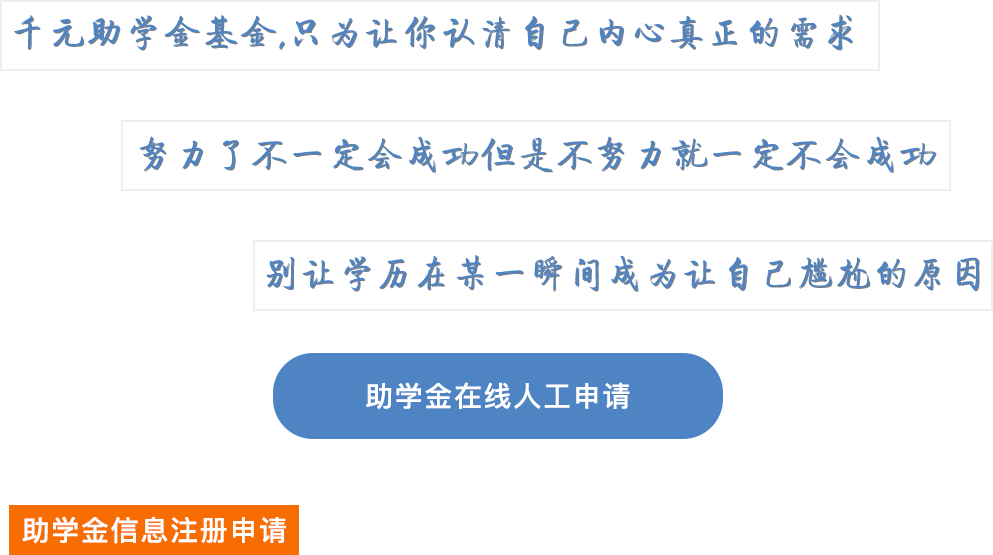 千元助学金基金,只为让你认清自己内心真正的需求
努力了不一定会成功但是不努力就一定不会成功
别让学历在某一瞬间成为让自己尴尬的原因
助学金在线人工申请
助学金信息注册申请